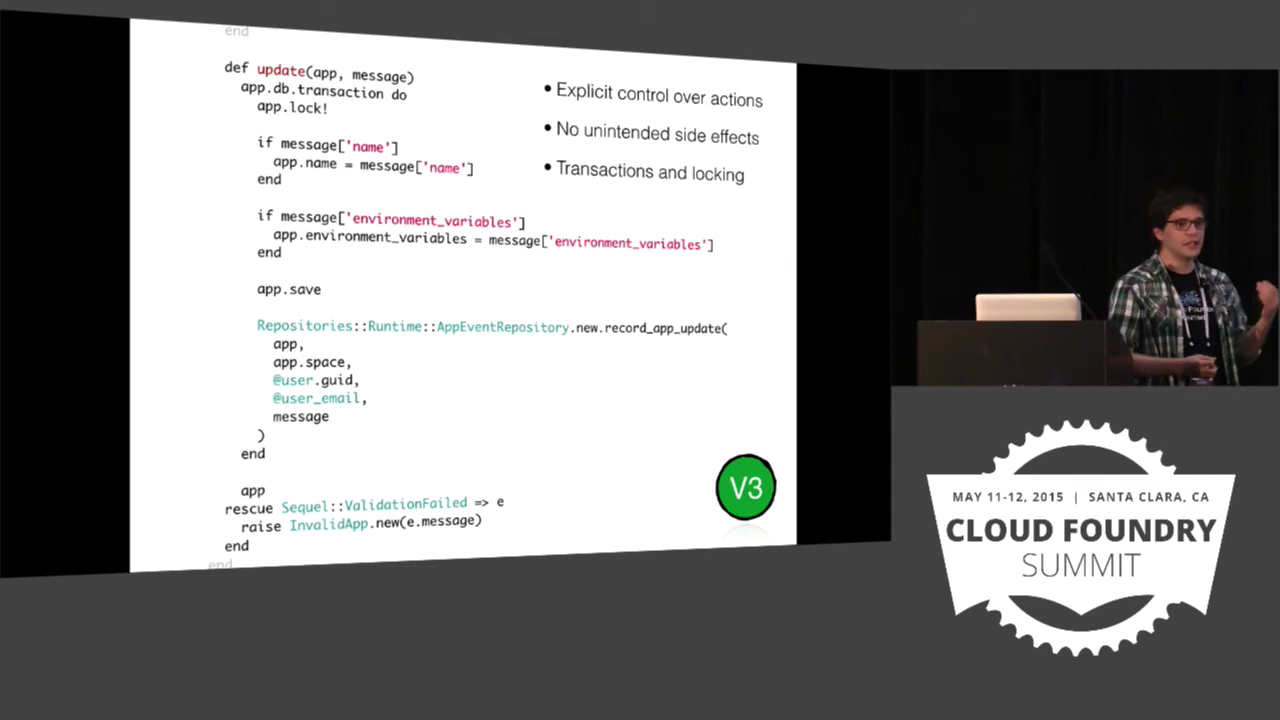 end
def update(app, message)
app.db.transaction do
app.lock!
if message['name']
app.name = message['name']
end
if message['environment_variables']
app.environment_variables = message['environment_variables']
end
app.save
Repositories::Runtime::AppEventRepository.new.record_app_update(
app,
app.space,
@user.guid,
@user_email,
message
)
end
app
rescue Sequel::ValidationFailed => e
raise InvalidApp.new(e.message)
end
end
• Explicit control over actions
• No unintended side effects
• Transactions and locking
V3
MAY 11-12, 2015 | SANTA CLARA, CA
CLOUD FOUNDRY
SUMMIT